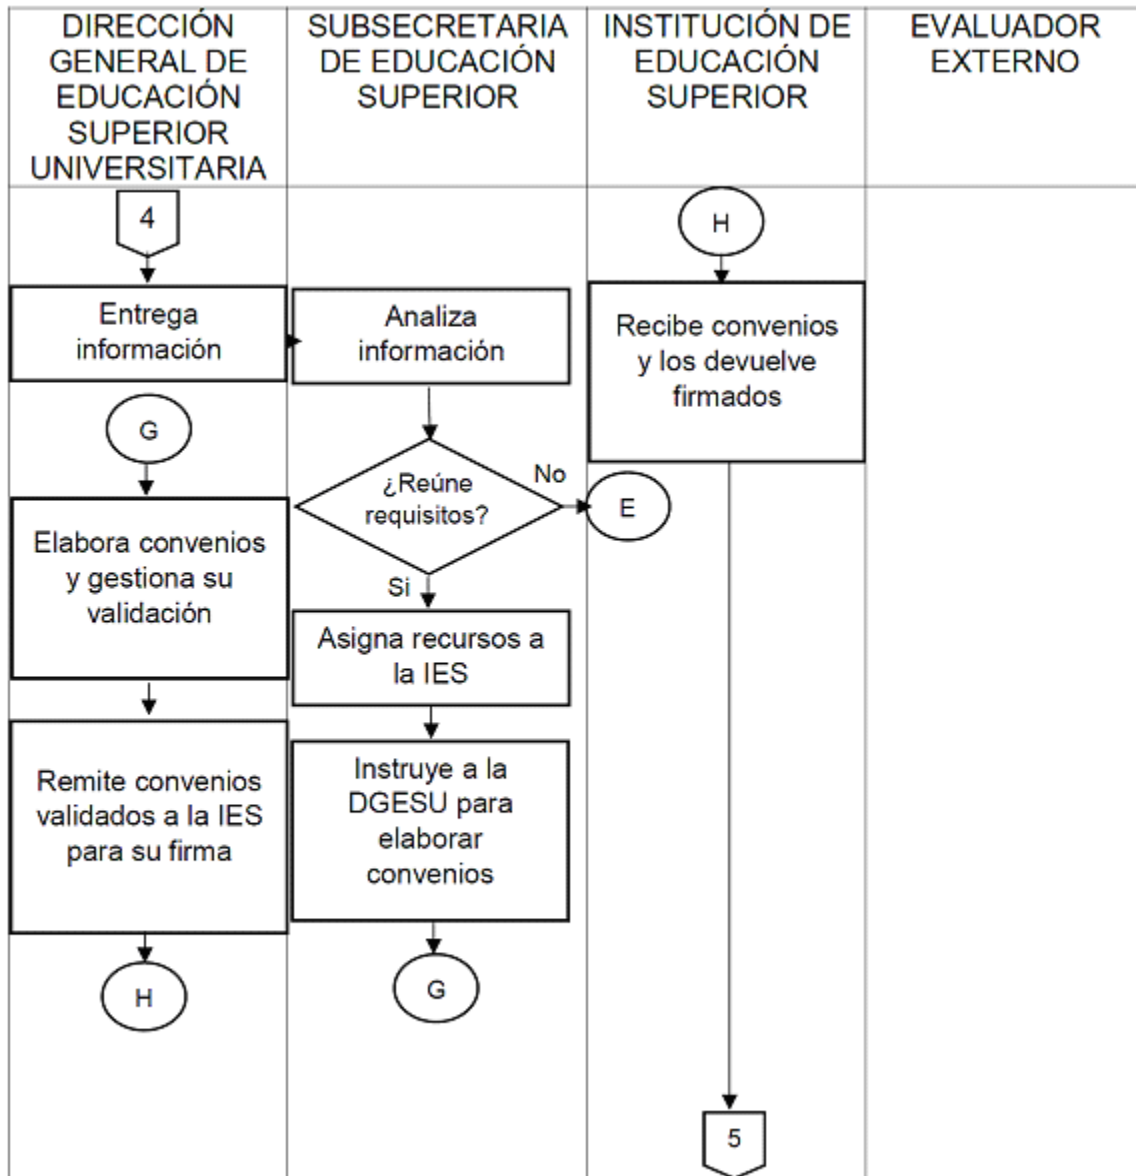 DIRECCIÓN
GENERAL DE
EDUCACIÓN
SUPERIOR
UNIVERSITARIA
SUBSECRETARIA
DE EDUCACIÓN
SUPERIOR
INSTITUCIÓN DE
EDUCACIÓN
SUPERIOR
EVALUADOR
EXTERNO
4
Entrega
información
G
Elabora convenios
y gestiona su
validación
Remite convenios
validados a la IES
para su firma
H
Analiza
información
¿Reúne
requisitos?
No
E
Si
Asigna recursos a
la IES
Instruye a la
DGESU para
elaborar
convenios
G
H
Recibe convenios
y los devuelve
firmados
5